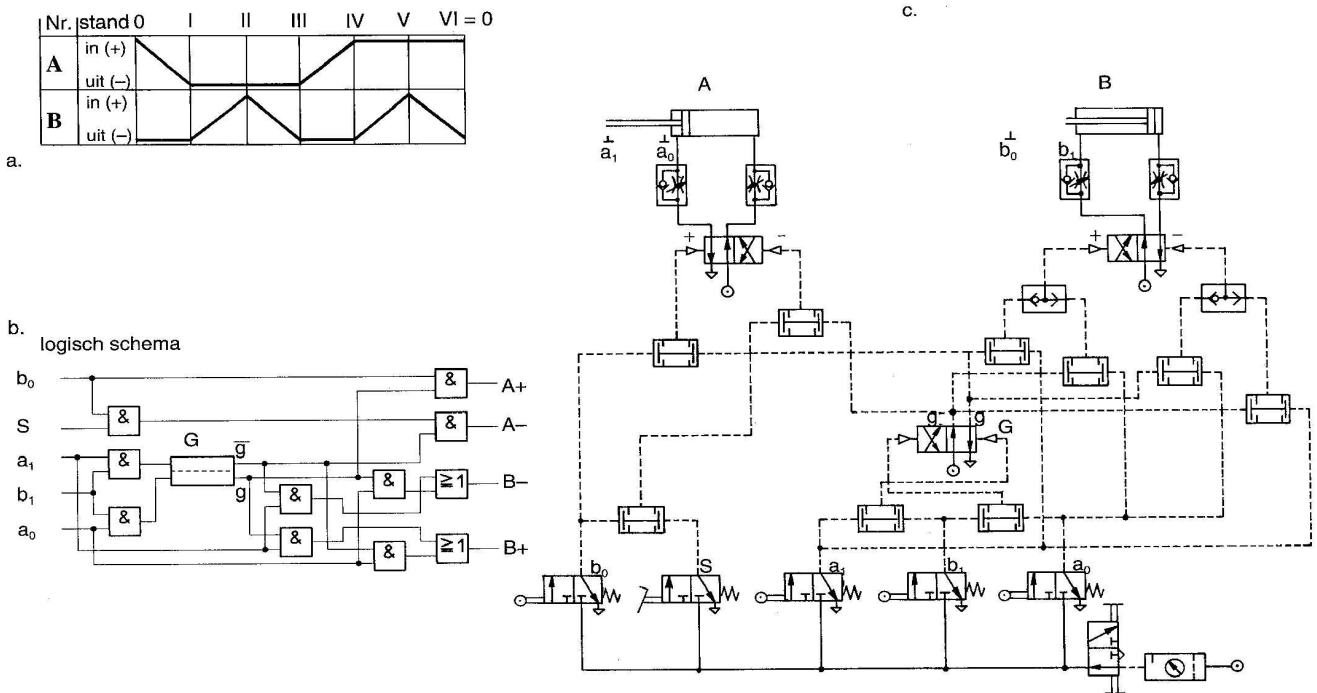 c.
Nr. stand 0 I II III IV V VI = 0
A in (+)
uit (–)
B in (+)
uit (–)
a.
A
a₁ a₀
+ –
B
b₀ b₁
+ –
b.
logisch schema
b₀ & A+
S & & A–
a₁ & G g̅
b₁ g & ≧1 B–
a₀ & &
& & ≧1 B+
g g G
b₀ S a₁ b₁ a₀